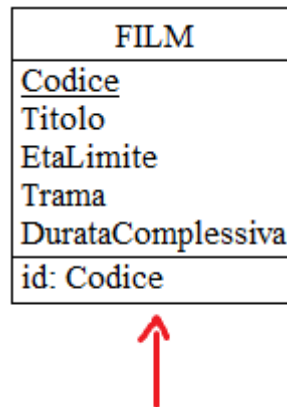 FILM
Codice
Titolo
EtaLimite
Trama
DurataComplessiva
id: Codice